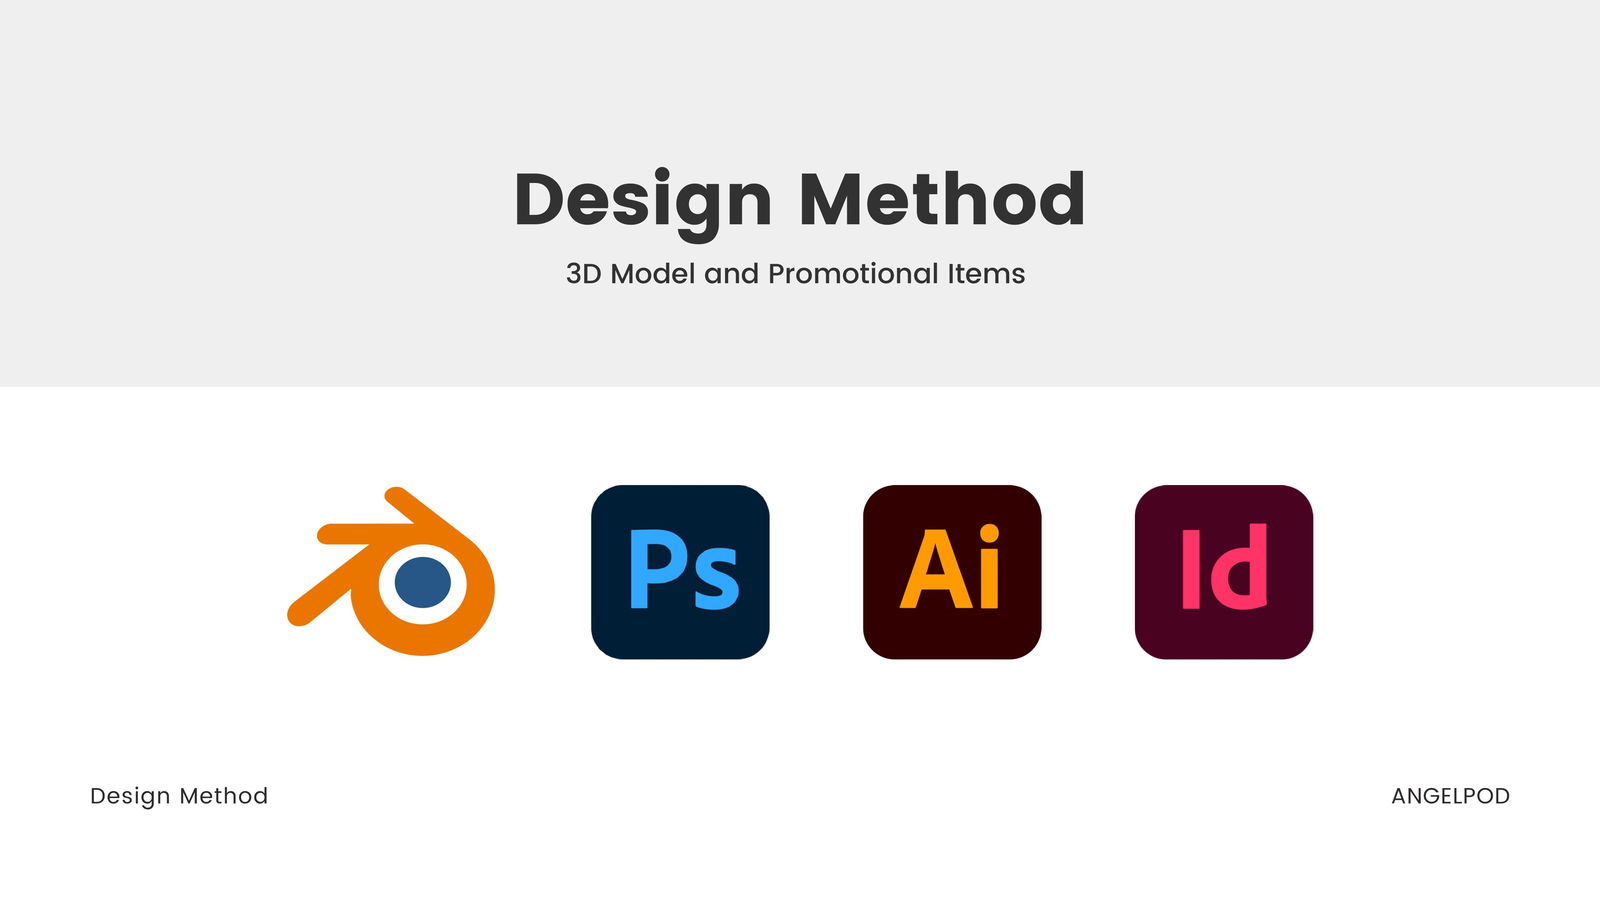 Design Method
3D Model and Promotional Items
Ps
Ai
Id
Design Method
ANGELPOD